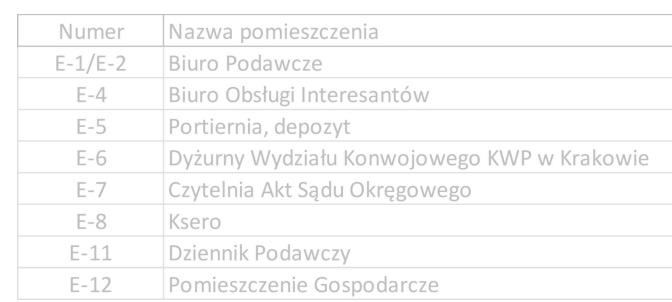 Numer Nazwa pomieszczenia
E-1/E-2 Biuro Podawcze
E-4 Biuro Obsługi Interesantów
E-5 Portiernia, depozyt
E-6 Dyżurny Wydziału Konwojowego KWP w Krakowie
E-7 Czytelnia Akt Sądu Okręgowego
E-8 Ksero
E-11 Dziennik Podawczy
E-12 Pomieszczenie Gospodarcze